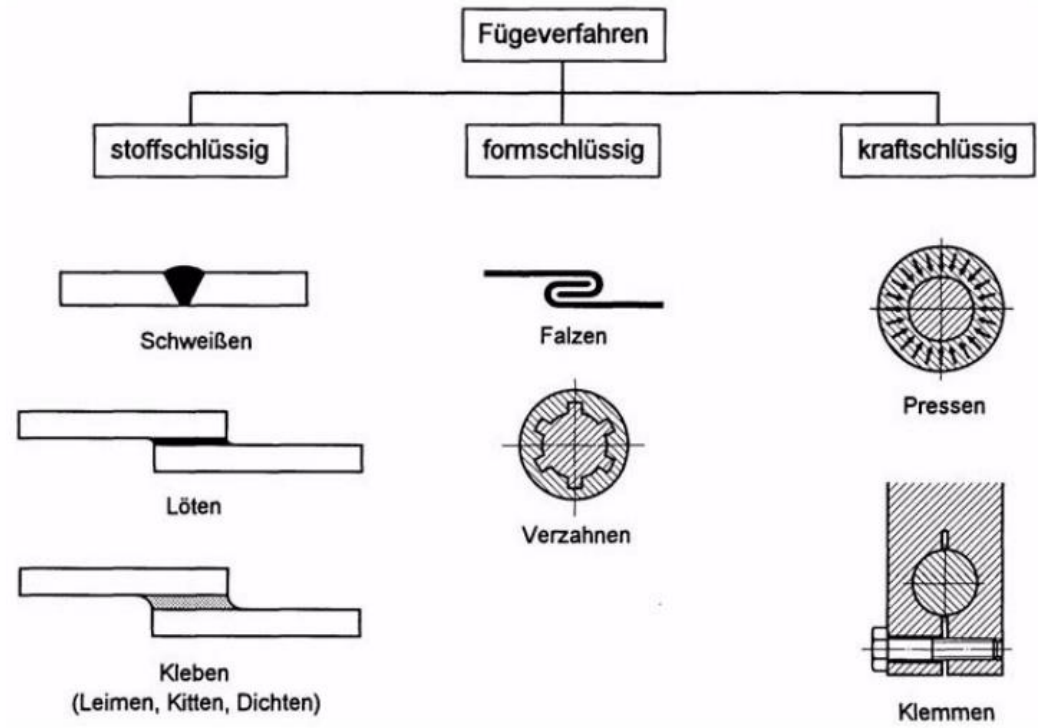 Fügeverfahren
stoffschlüssig
formschlüssig
kraftschlüssig
Schweißen
Falzen
Pressen
Löten
Verzahnen
Kleben
(Leimen, Kitten, Dichten)
Klemmen